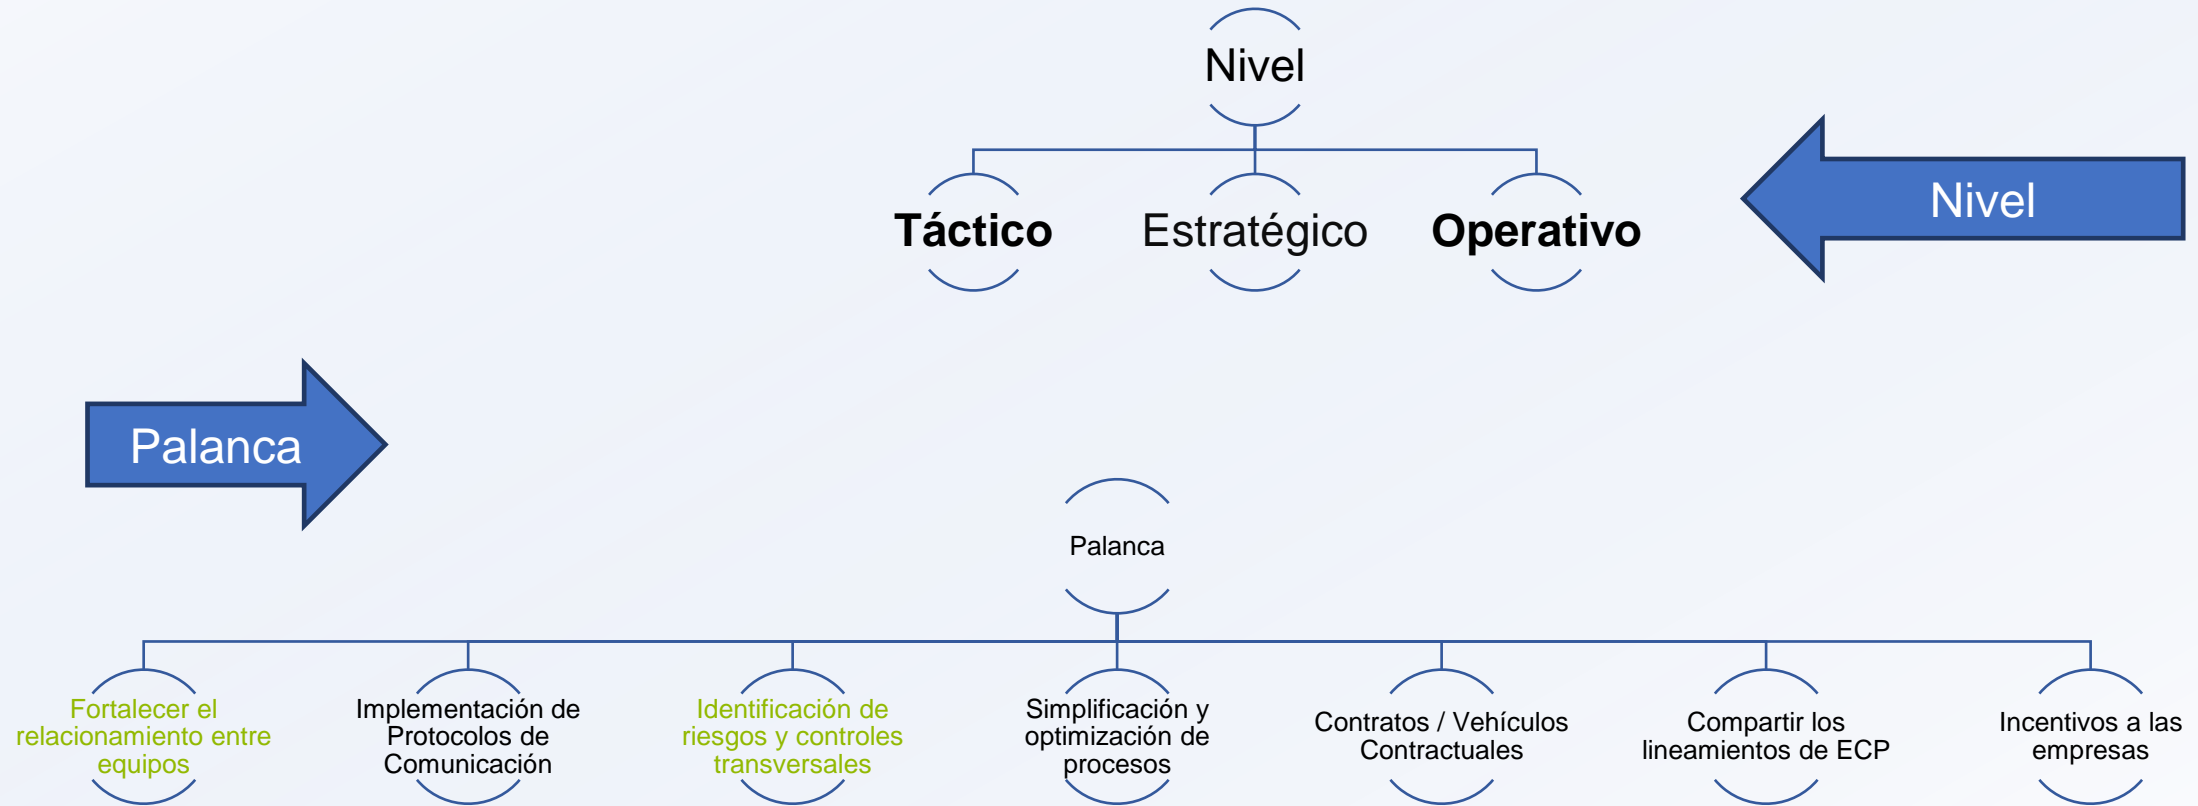 Nivel
Táctico
Estratégico
Operativo
Nivel
Palanca
Palanca
Fortalecer el
relacionamiento entre
equipos
Implementación de
Protocolos de
Comunicación
Identificación de
riesgos y controles
transversales
Simplificación y
optimización de
procesos
Contratos / Vehículos
Contractuales
Compartir los
lineamientos de ECP
Incentivos a las
empresas